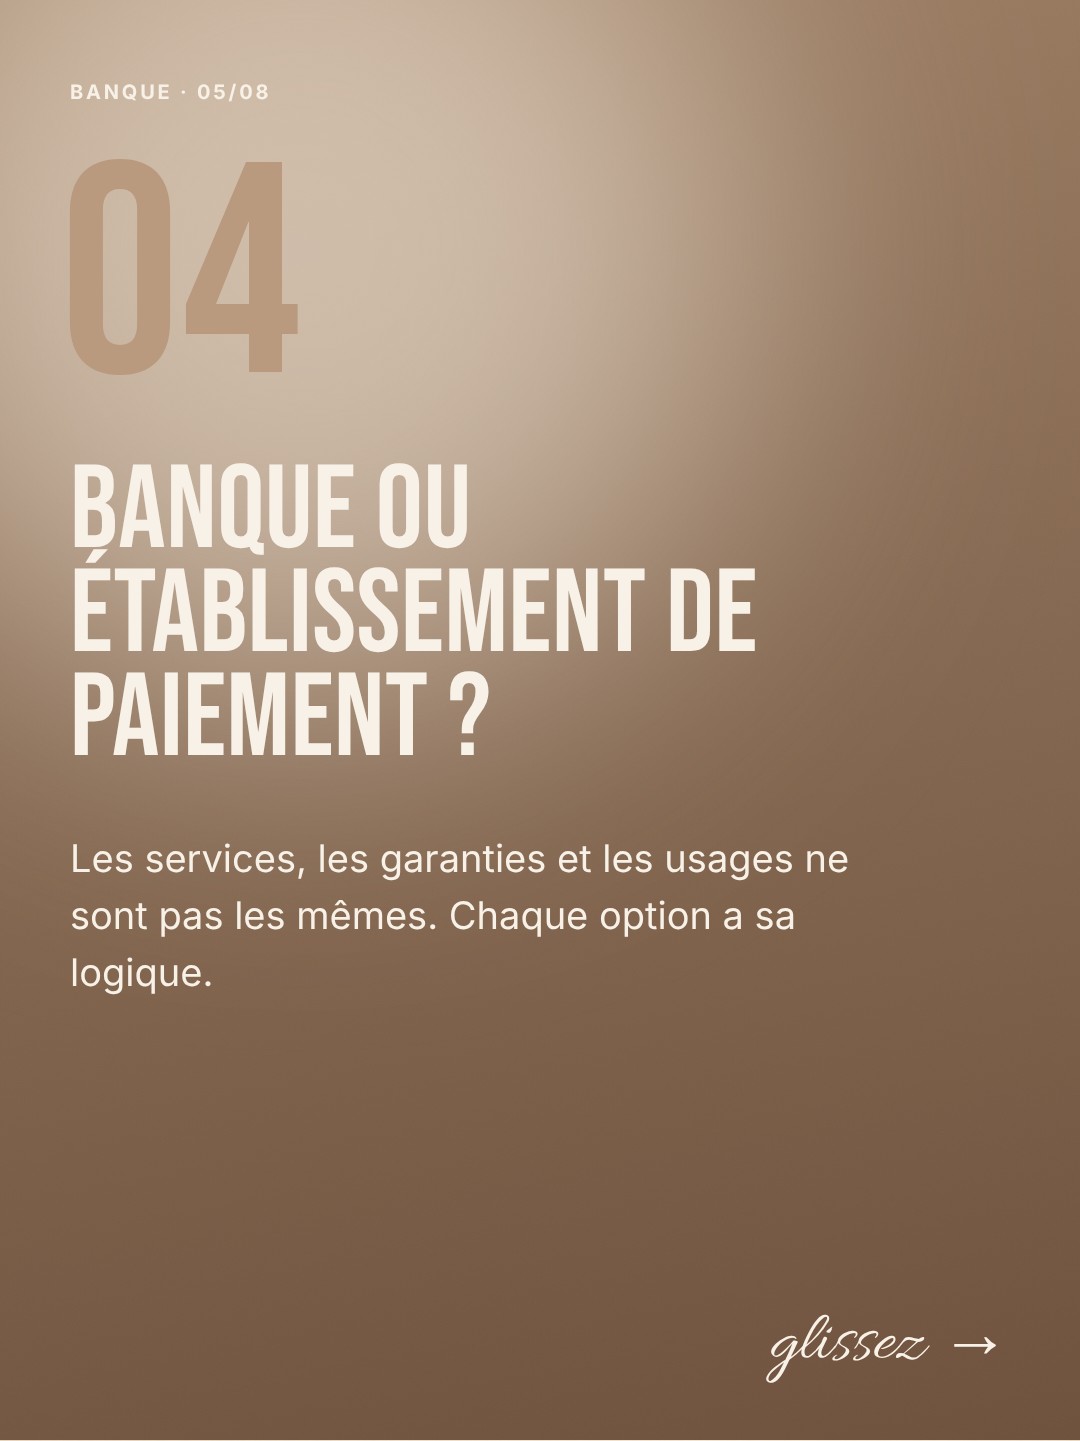 BANQUE · 05/08
04
BANQUE OU
ÉTABLISSEMENT DE
PAIEMENT ?
Les services, les garanties et les usages ne
sont pas les mêmes. Chaque option a sa
logique.
glissez →